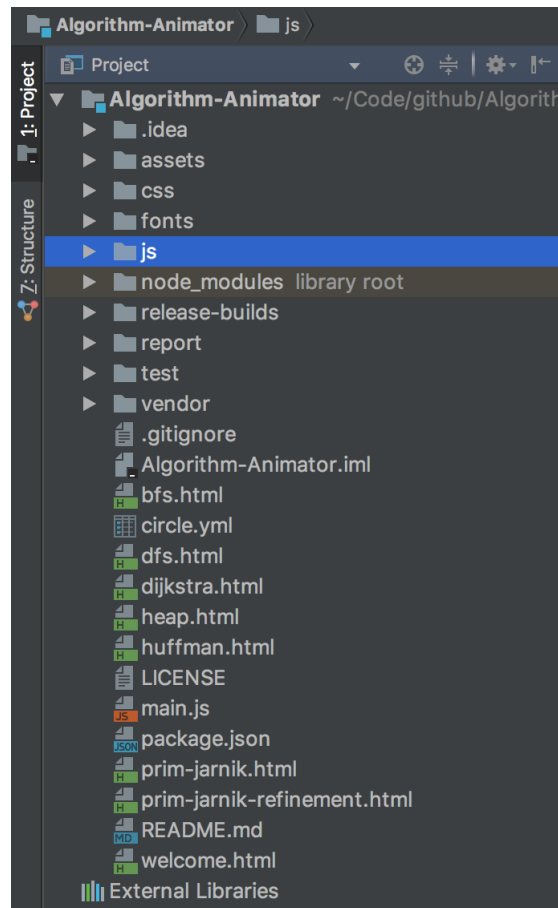 Algorithm-Animator js
1: Project
Z: Structure
Project
Algorithm-Animator ~/Code/github/Algorith
.idea
assets
css
fonts
js
node_modules library root
release-builds
report
test
vendor
.gitignore
Algorithm-Animator.iml
H bfs.html
circle.yml
H dfs.html
H dijkstra.html
H heap.html
H huffman.html
LICENSE
JS main.js
JSON package.json
H prim-jarnik.html
H prim-jarnik-refinement.html
MD README.md
H welcome.html
External Libraries